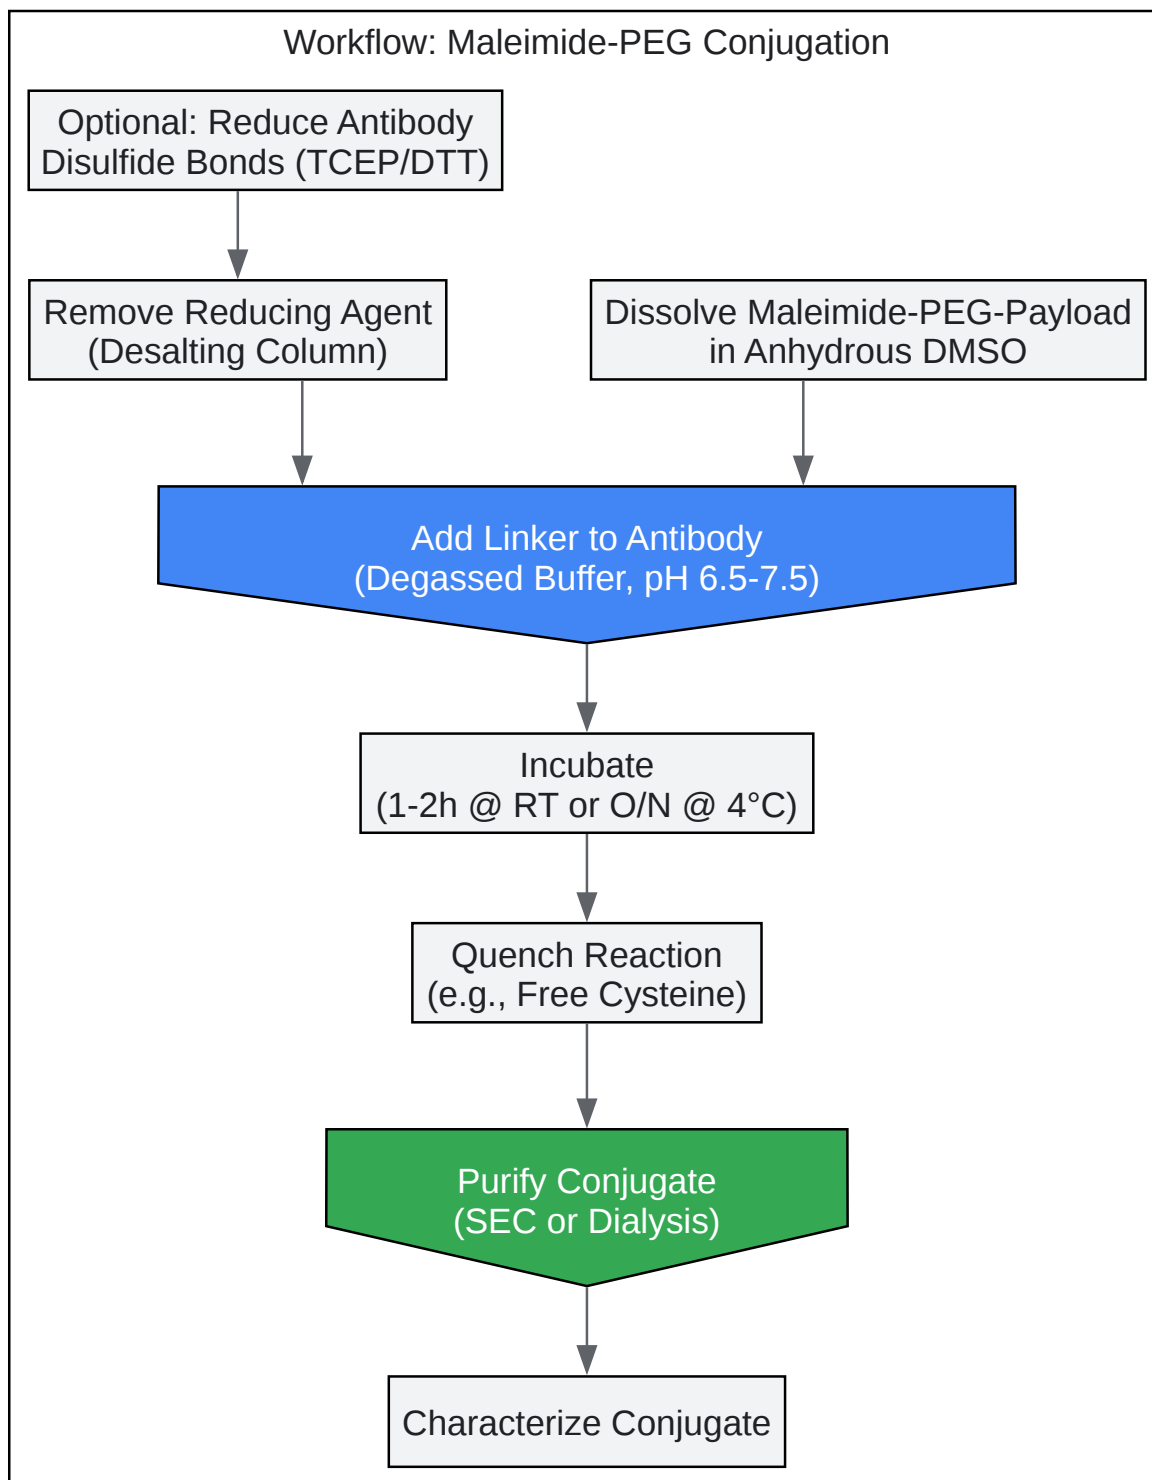 Workflow: Maleimide-PEG Conjugation
Optional: Reduce Antibody
Disulfide Bonds (TCEP/DTT)
Remove Reducing Agent
(Desalting Column)
Dissolve Maleimide-PEG-Payload
in Anhydrous DMSO
Add Linker to Antibody
(Degassed Buffer, pH 6.5-7.5)
Incubate
(1-2h @ RT or O/N @ 4°C)
Quench Reaction
(e.g., Free Cysteine)
Purify Conjugate
(SEC or Dialysis)
Characterize Conjugate